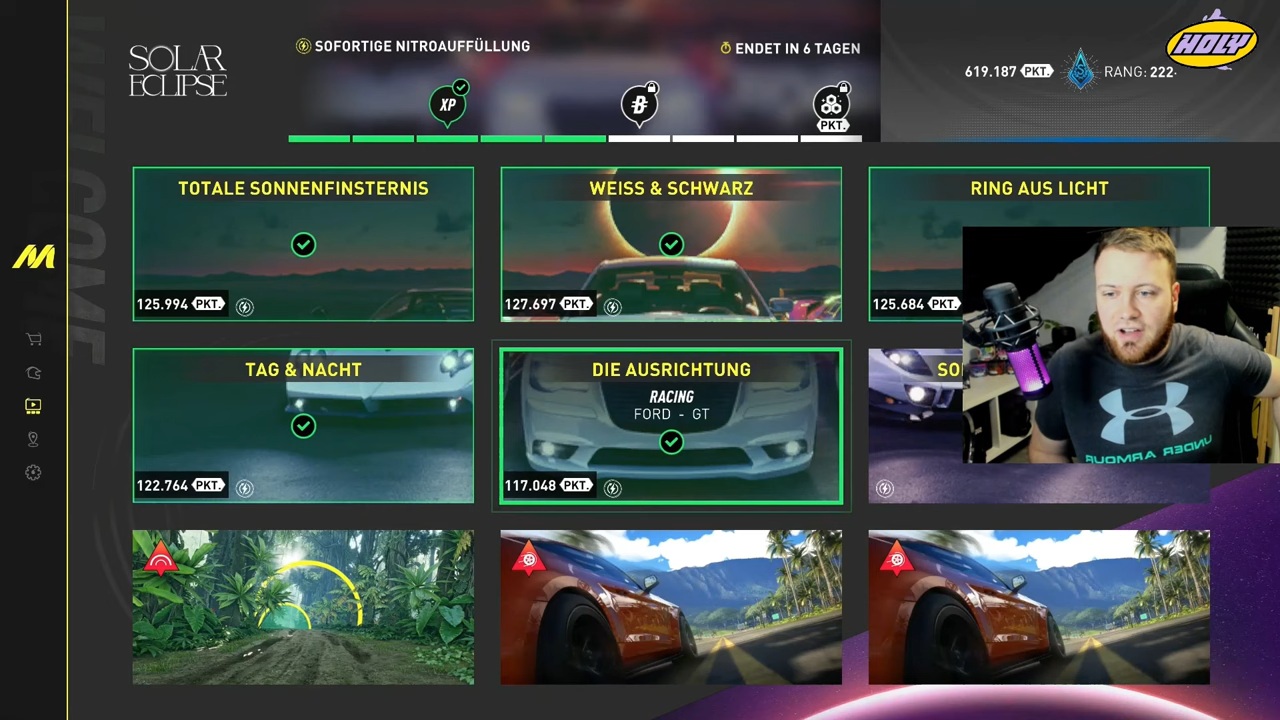 SOLAR
ECLIPSE
SOFORTIGE NITROAUFFÜLLUNG
ENDET IN 6 TAGEN
XP
PKT.
619.187 PKT.
RANG: 222
HOLY
TOTALE SONNENFINSTERNIS
125.994 PKT.
WEISS & SCHWARZ
127.697 PKT.
RING AUS LICHT
125.684 PKT.
TAG & NACHT
122.764 PKT.
DIE AUSRICHTUNG
RACING
FORD - GT
117.048 PKT.
UNDER ARMOUR